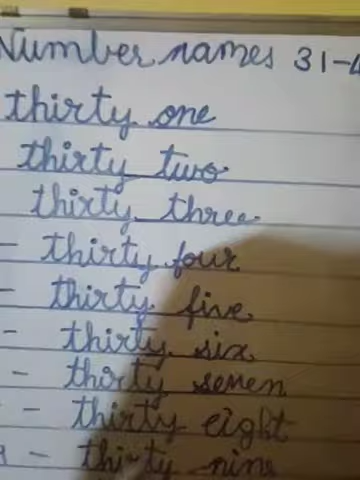 Number names 31-4
thirty one
thirty two
thirty three
- thirty four
- thirty five
- thirty six
- thirty seven
- thirty eight
- thirty nine